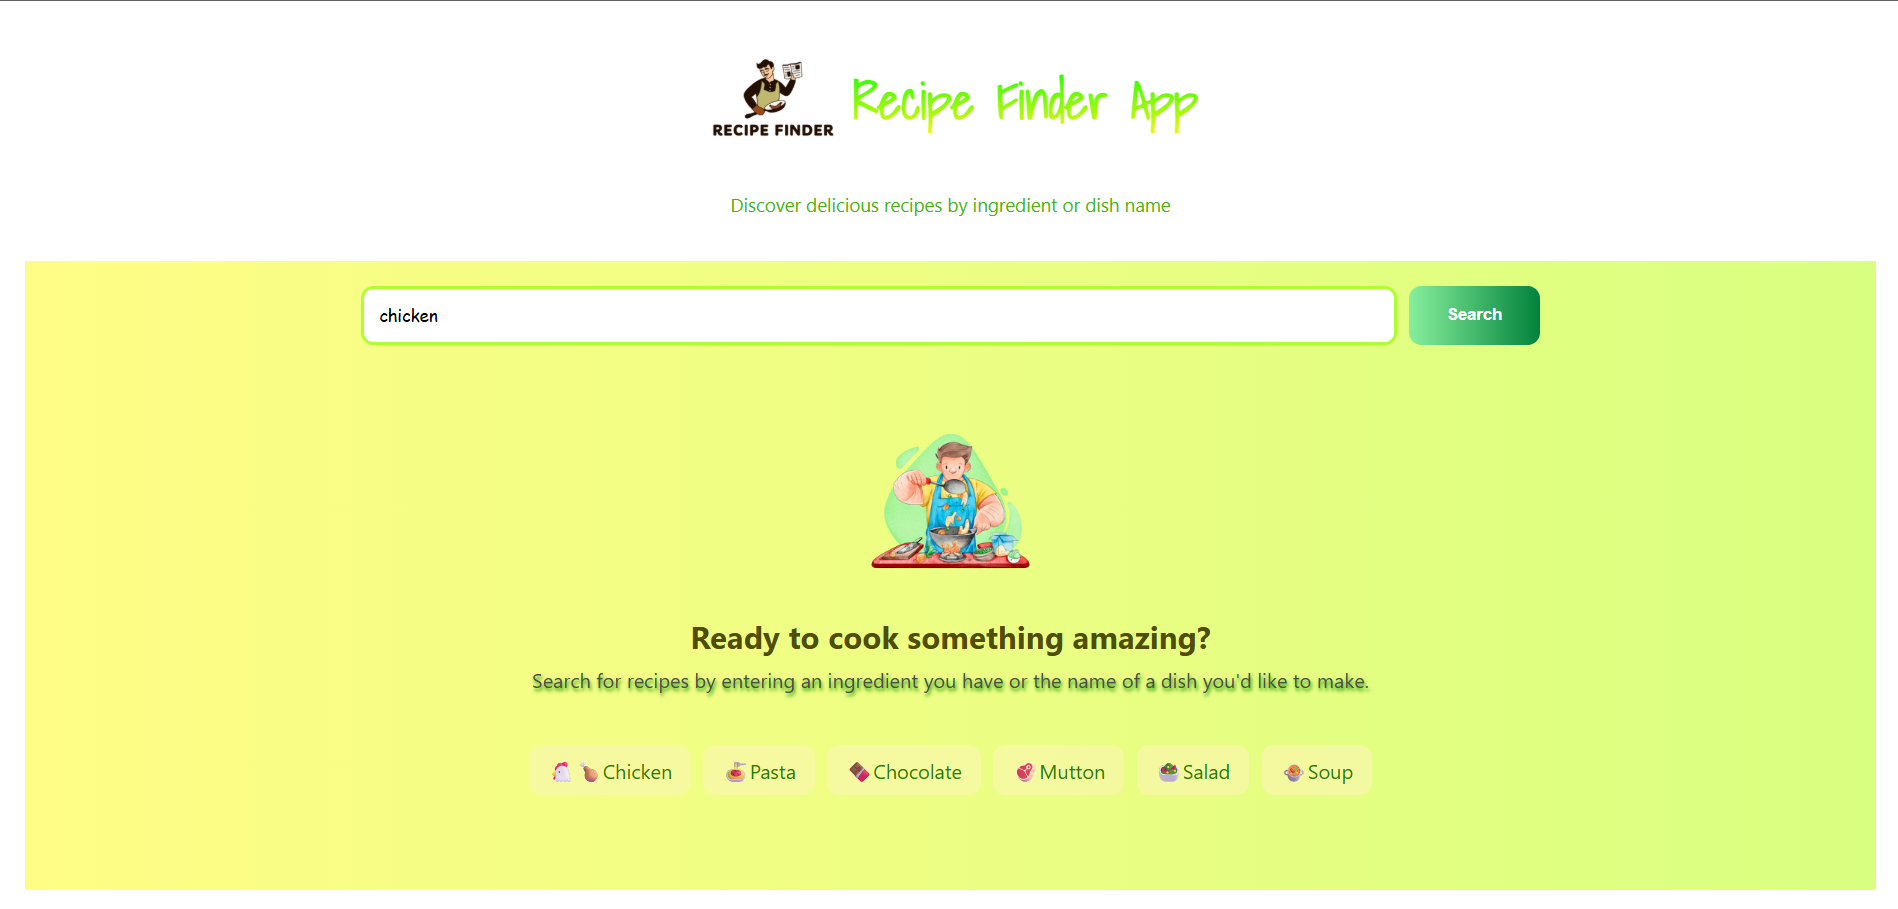 RECIPE FINDER
Recipe Finder App
Discover delicious recipes by ingredient or dish name
chicken
Search
Ready to cook something amazing?
Search for recipes by entering an ingredient you have or the name of a dish you'd like to make.
🐔 🍗 Chicken
🍝 Pasta
🍫 Chocolate
🥩 Mutton
🥗 Salad
🍲 Soup